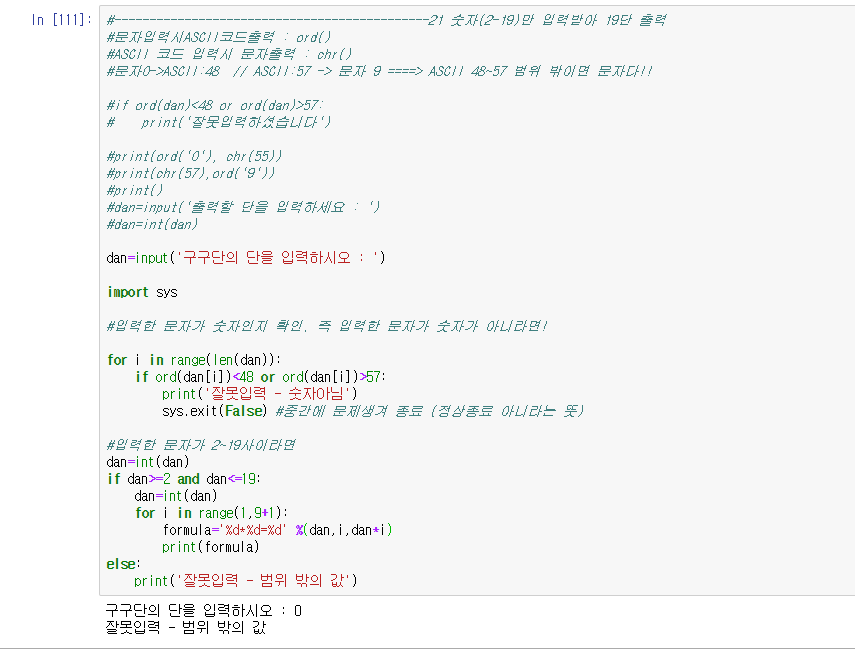 In [111]: #---------------------------------------------21 숫자(2-19)만 입력받아 19단 출력
#문자입력시ASCII코드출력 : ord()
#ASCII 코드 입력시 문자출력 : chr()
#문자0->ASCII:48  // ASCII:57 -> 문자 9 ====> ASCII 48~57 범위 밖이면 문자다!!
#if ord(dan)<48 or ord(dan)>57:
#    print('잘못입력하셨습니다')
#print(ord('0'), chr(55))
#print(chr(57),ord('9'))
#print()
#dan=input('출력할 단을 입력하세요 : ')
#dan=int(dan)
dan=input('구구단의 단을 입력하시오 : ')
import sys
#입력한 문자가 숫자인지 확인. 즉 입력한 문자가 숫자가 아니라면!
for i in range(len(dan)):
    if ord(dan[i])<48 or ord(dan[i])>57:
        print('잘못입력 - 숫자아님')
        sys.exit(False) #중간에 문제생겨 종료 (정상종료 아니라는 뜻)
#입력한 문자가 2~19사이라면
dan=int(dan)
if dan>=2 and dan<=19:
    dan=int(dan)
    for i in range(1,9+1):
        formula='%d*%d=%d' %(dan,i,dan*i)
        print(formula)
else:
    print('잘못입력 - 범위 밖의 값')
구구단의 단을 입력하시오 : 0
잘못입력 - 범위 밖의 값